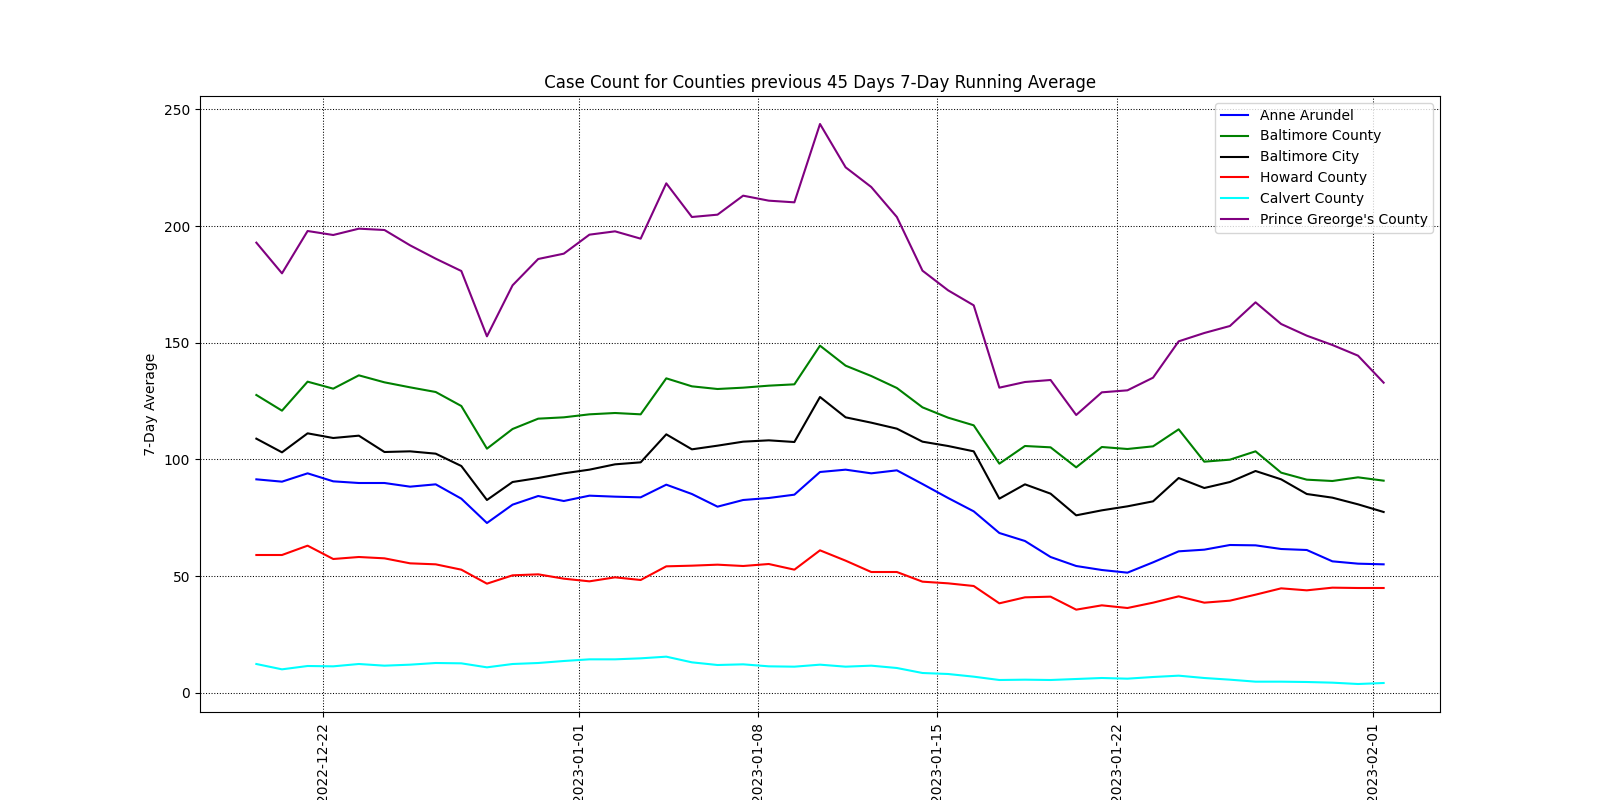 Case Count for Counties previous 45 Days 7-Day Running Average
250
200
150
100
50
0
7-Day Average
Anne Arundel
Baltimore County
Baltimore City
Howard County
Calvert County
Prince Greorge's County
2022-12-22
2023-01-01
2023-01-08
2023-01-15
2023-01-22
2023-02-01